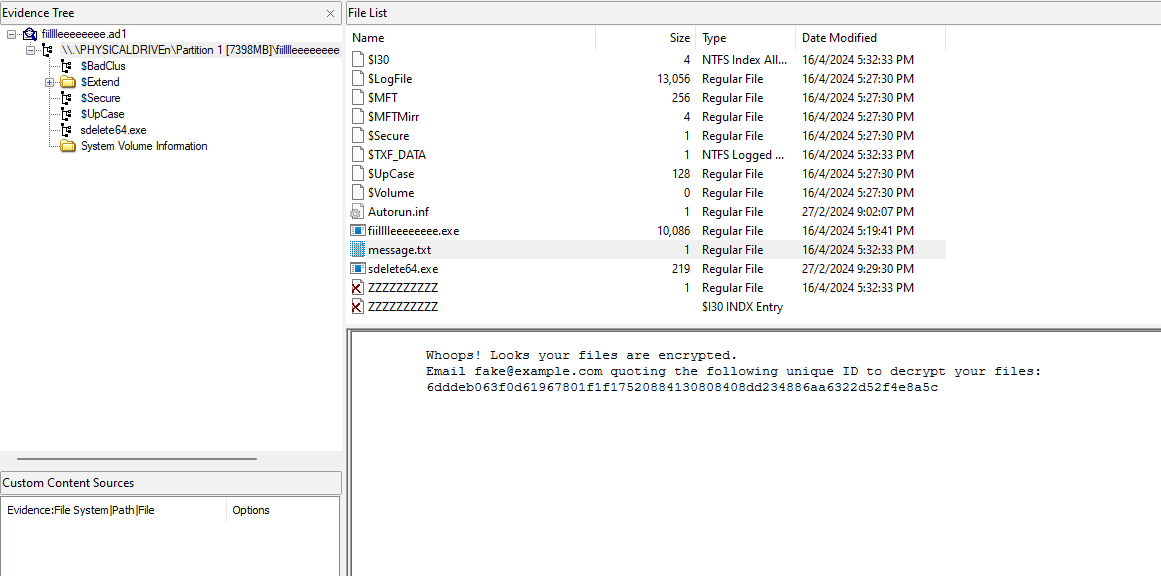 Evidence Tree
fiillleeeeeeee.ad1
\\.\PHYSICALDRIVEn\Partition 1 [7398MB]\fiillleeeeeeee
$BadClus
$Extend
$Secure
$UpCase
sdelete64.exe
System Volume Information
Custom Content Sources
Evidence:File System|Path|File Options
File List
Name Size Type Date Modified
$I30 4 NTFS Index All... 16/4/2024 5:32:33 PM
$LogFile 13,056 Regular File 16/4/2024 5:27:30 PM
$MFT 256 Regular File 16/4/2024 5:27:30 PM
$MFTMirr 4 Regular File 16/4/2024 5:27:30 PM
$Secure 1 Regular File 16/4/2024 5:27:30 PM
$TXF_DATA 1 NTFS Logged ... 16/4/2024 5:32:33 PM
$UpCase 128 Regular File 16/4/2024 5:27:30 PM
$Volume 0 Regular File 16/4/2024 5:27:30 PM
Autorun.inf 1 Regular File 27/2/2024 9:02:07 PM
fiillleeeeeeee.exe 10,086 Regular File 16/4/2024 5:19:41 PM
message.txt 1 Regular File 16/4/2024 5:32:33 PM
sdelete64.exe 219 Regular File 27/2/2024 9:29:30 PM
ZZZZZZZZZZ 1 Regular File 16/4/2024 5:32:33 PM
ZZZZZZZZZZ $I30 INDX Entry
Whoops! Looks your files are encrypted.
Email fake@example.com quoting the following unique ID to decrypt your files:
6dddeb063f0d61967801f1f17520884130808408dd234886aa6322d52f4e8a5c